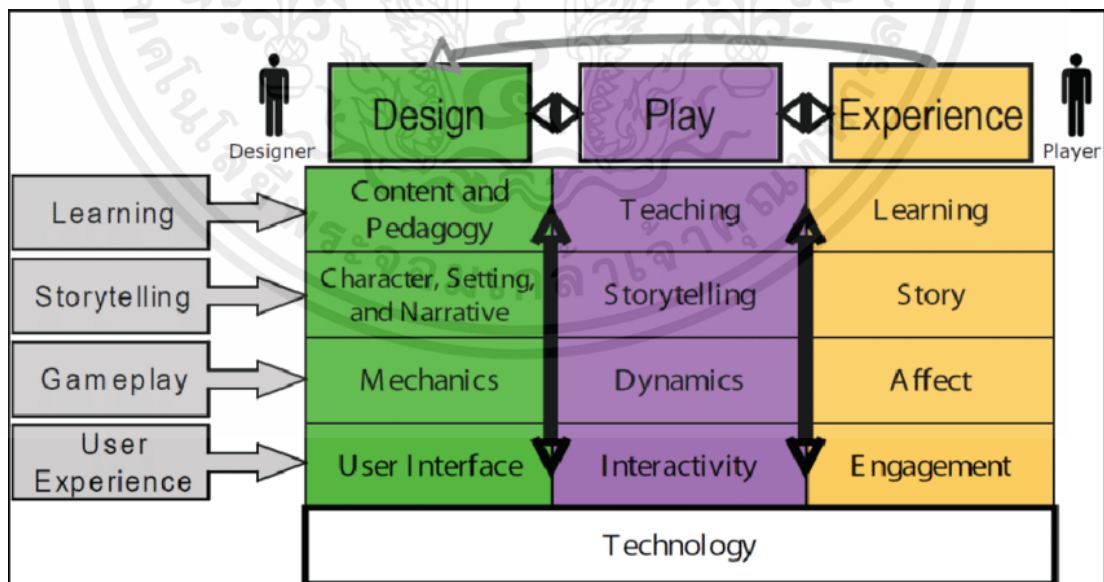 Design
Play
Experience
Designer
Player
Learning
Content and
Pedagogy
Teaching
Learning
Storytelling
Character, Setting,
and Narrative
Storytelling
Story
Gameplay
Mechanics
Dynamics
Affect
User
Experience
User Interface
Interactivity
Engagement
Technology